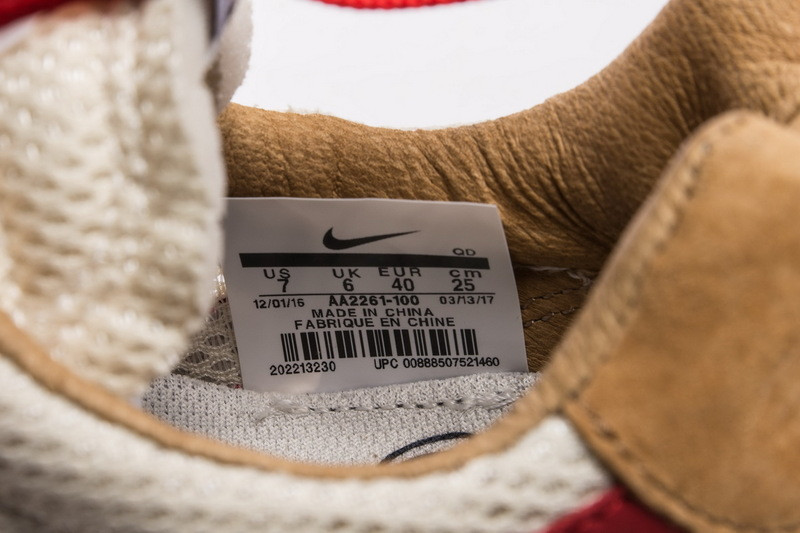 QD
US UK EUR cm
7 6 40 25
12/01/16 AA2261-100 03/13/17
MADE IN CHINA
FABRIQUE EN CHINE
202213230 UPC 00888507521460